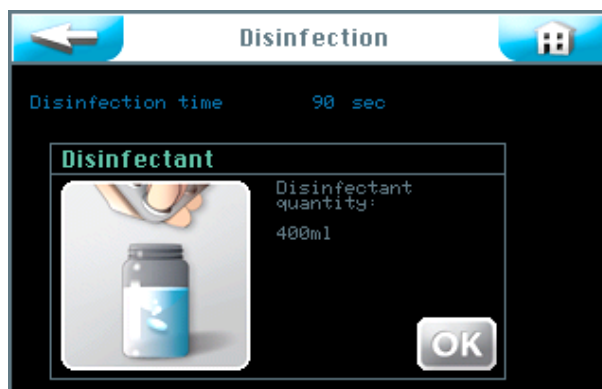 Disinfection
Disinfection time 90 sec
Disinfectant
Disinfectant
quantity:
400ml
OK